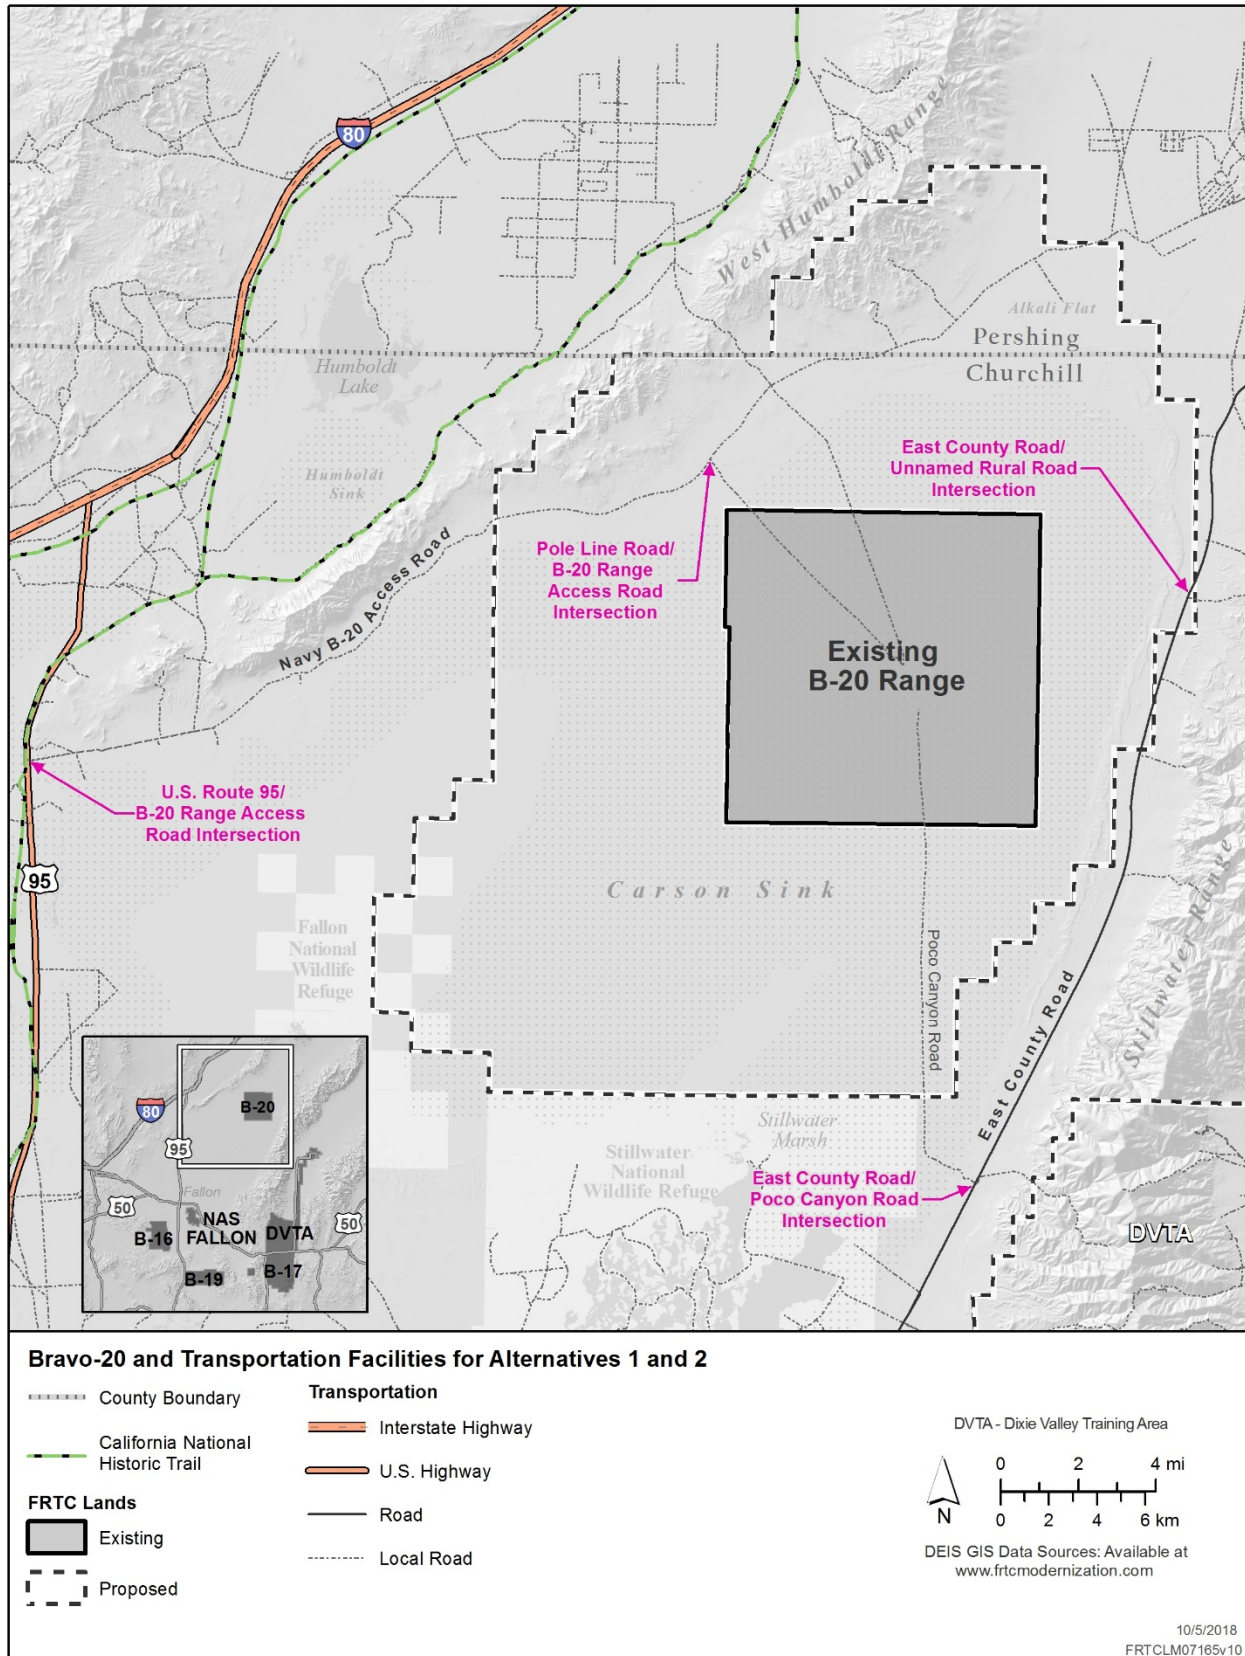 80
West Humboldt Range
Alkali Flat
Pershing
Churchill
Humboldt
Lake
Humboldt
Sink
East County Road/
Unnamed Rural Road
Intersection
Pole Line Road/
B-20 Range
Access Road
Intersection
Navy B-20 Access Road
Existing
B-20 Range
U.S. Route 95/
B-20 Range Access
Road Intersection
95
Carson Sink
Fallon
National
Wildlife
Refuge
Poco Canyon Road
East County Road
Stillwater Range
Stillwater
Marsh
Stillwater
National
Wildlife Refuge
East County Road/
Poco Canyon Road
Intersection
DVTA
80
B-20
95
Fallon
50
NAS
FALLON
B-16
DVTA
50
B-19
B-17
Bravo-20 and Transportation Facilities for Alternatives 1 and 2
County Boundary
California National
Historic Trail
FRTC Lands
Existing
Proposed
Transportation
Interstate Highway
U.S. Highway
Road
Local Road
DVTA - Dixie Valley Training Area
N
0 2 4 mi
0 2 4 6 km
DEIS GIS Data Sources: Available at
www.frtcmodernization.com
10/5/2018
FRTCLM07165v10